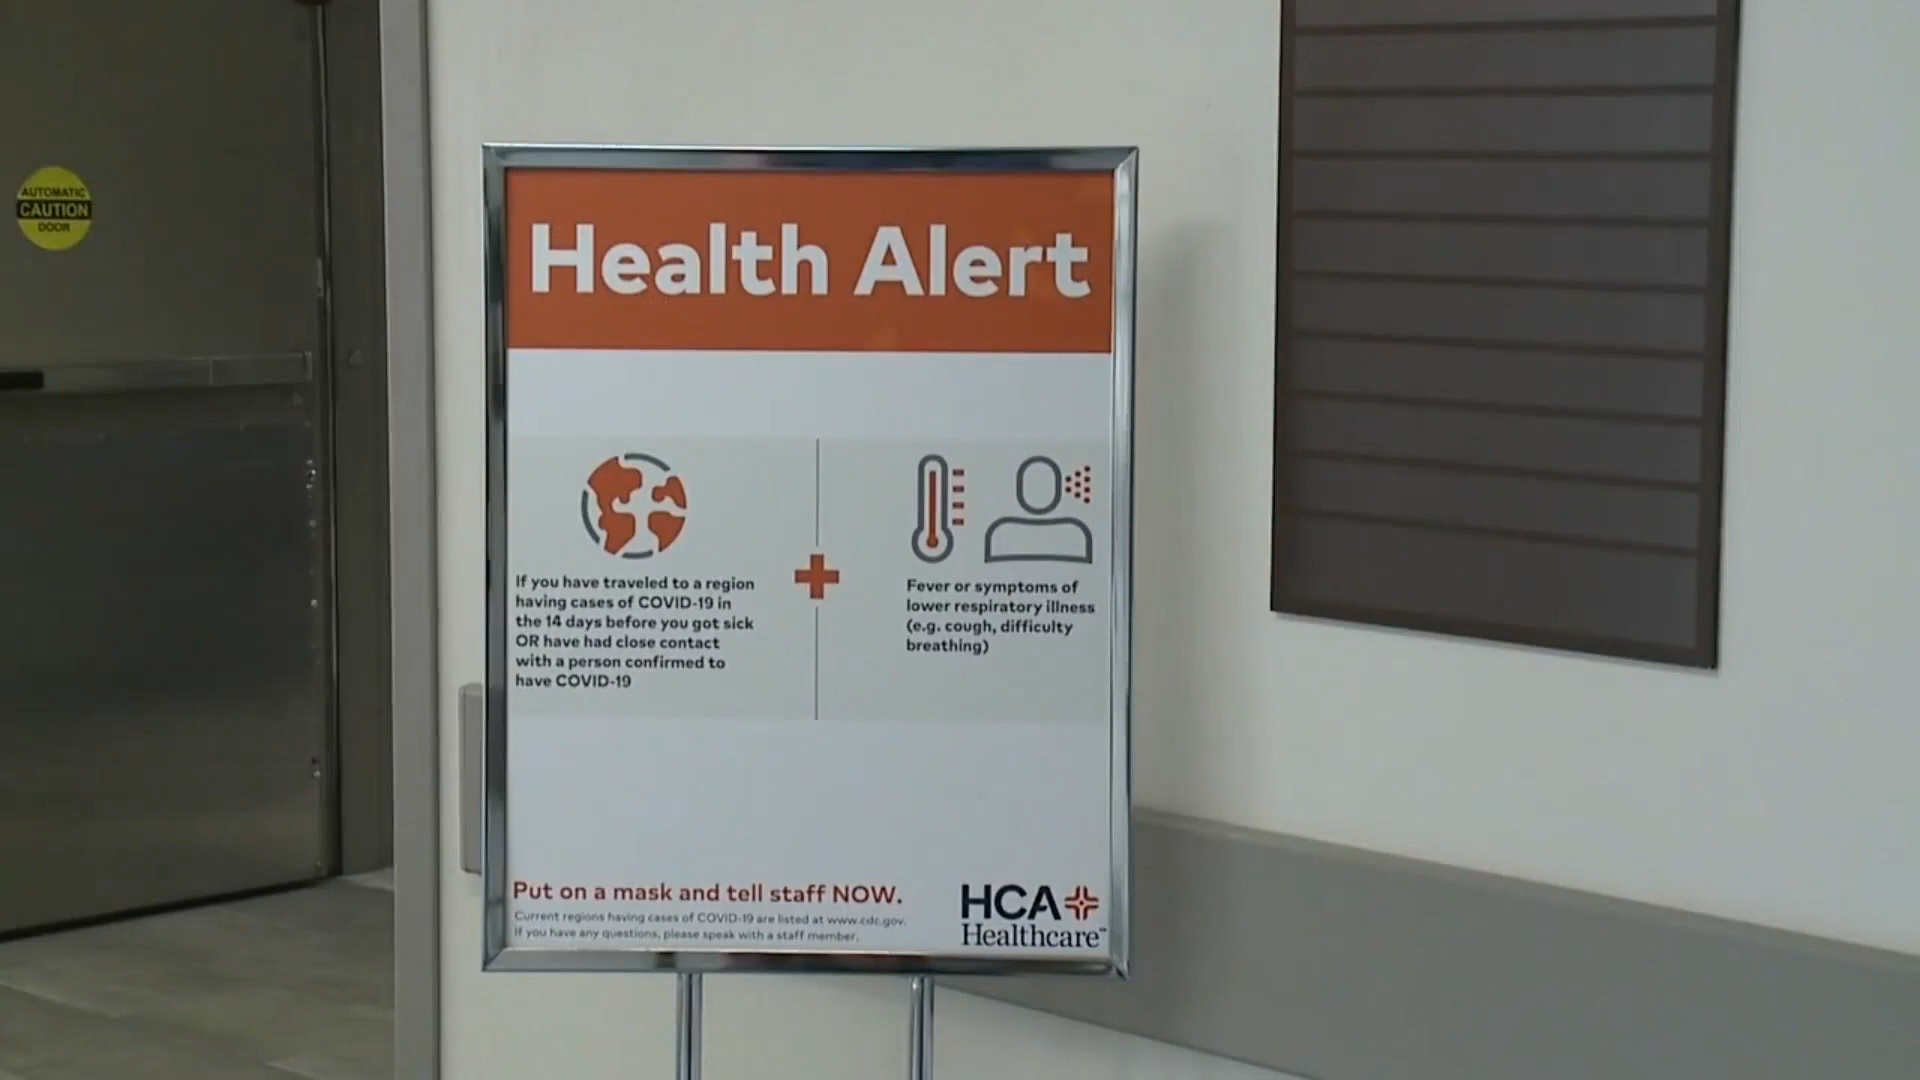 AUTOMATIC
CAUTION
DOOR
Health Alert
If you have traveled to a region
having cases of COVID-19 in
the 14 days before you got sick
OR have had close contact
with a person confirmed to
have COVID-19
Fever or symptoms of
lower respiratory illness
(e.g. cough, difficulty
breathing)
Put on a mask and tell staff NOW.
Current regions having cases of COVID-19 are listed at www.cdc.gov.
If you have any questions, please speak with a staff member.
HCA
Healthcare™